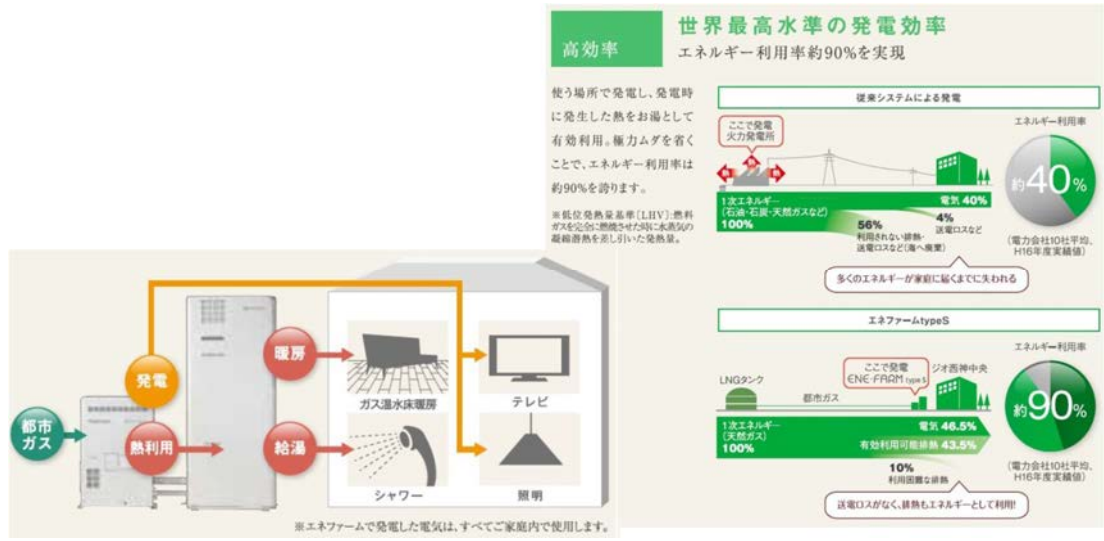 高効率
世界最高水準の発電効率
エネルギー利用率約90%を実現
使う場所で発電し、発電時
に発生した熱をお湯として
有効利用。極力ムダを省く
ことで、エネルギー利用率は
約90%を誇ります。
※低位発熱量基準[LHV]:燃料
ガスを完全に燃焼させた時に水蒸気の
凝縮潜熱を差し引いた発熱量。
従来システムによる発電
ここで発電
火力発電所
熱
熱
熱
1次エネルギー
(石油・石炭・天然ガスなど)
100%
電気 40%
4%
送電ロスなど
56%
利用されない排熱・
送電ロスなど(海へ廃棄)
エネルギー利用率
約40%
(電力会社10社平均、
H16年度実績値)
多くのエネルギーが家庭に届くまでに失われる
エネファームtypeS
LNGタンク
都市ガス
ここで発電
ENE・FARM type S
ジオ西神中央
1次エネルギー
(天然ガス)
100%
電気 46.5%
有効利用可能排熱 43.5%
10%
利用困難な排熱
エネルギー利用率
約90%
(電力会社10社平均、
H16年度実績値)
送電ロスがなく、排熱もエネルギーとして利用!
都市
ガス
発電
熱利用
暖房
給湯
ガス温水床暖房
テレビ
シャワー
照明
※エネファームで発電した電気は、すべてご家庭内で使用します。